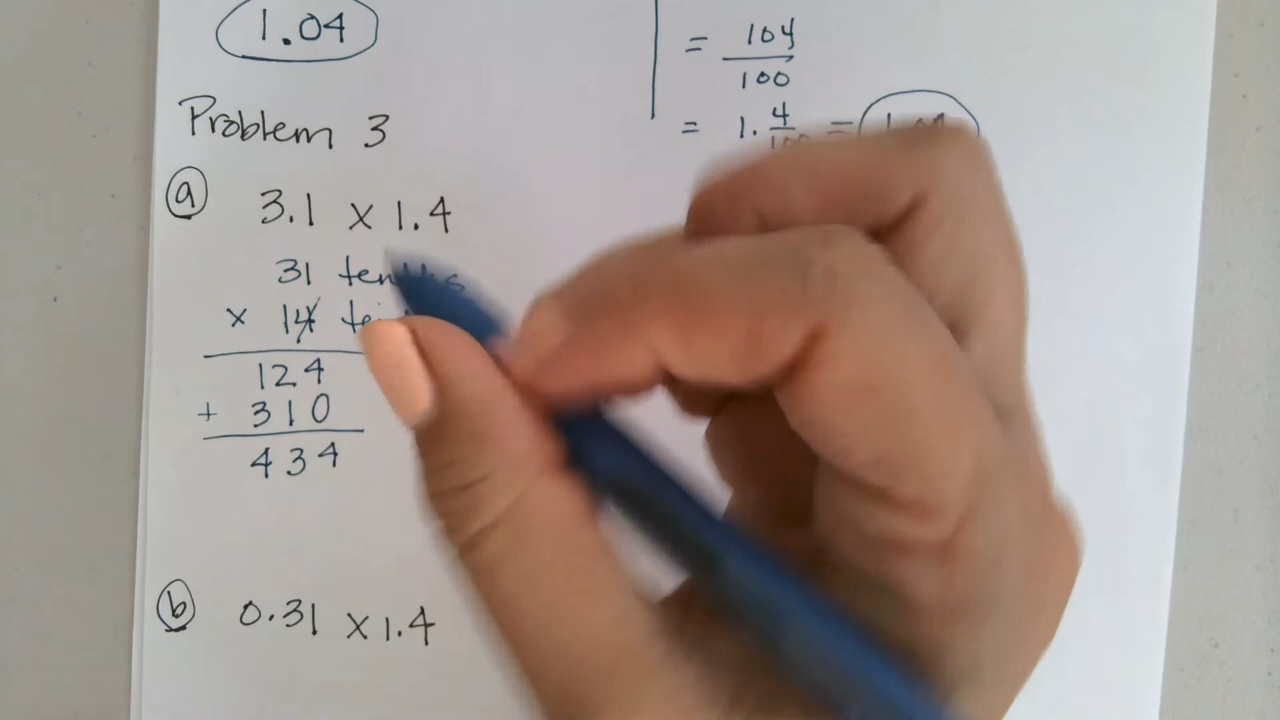 1.04
= 104
100
= 1. 4
=
Problem 3
a 3.1 x 1.4
31 tenths
x 14
124
+ 310
434
b 0.31 x 1.4